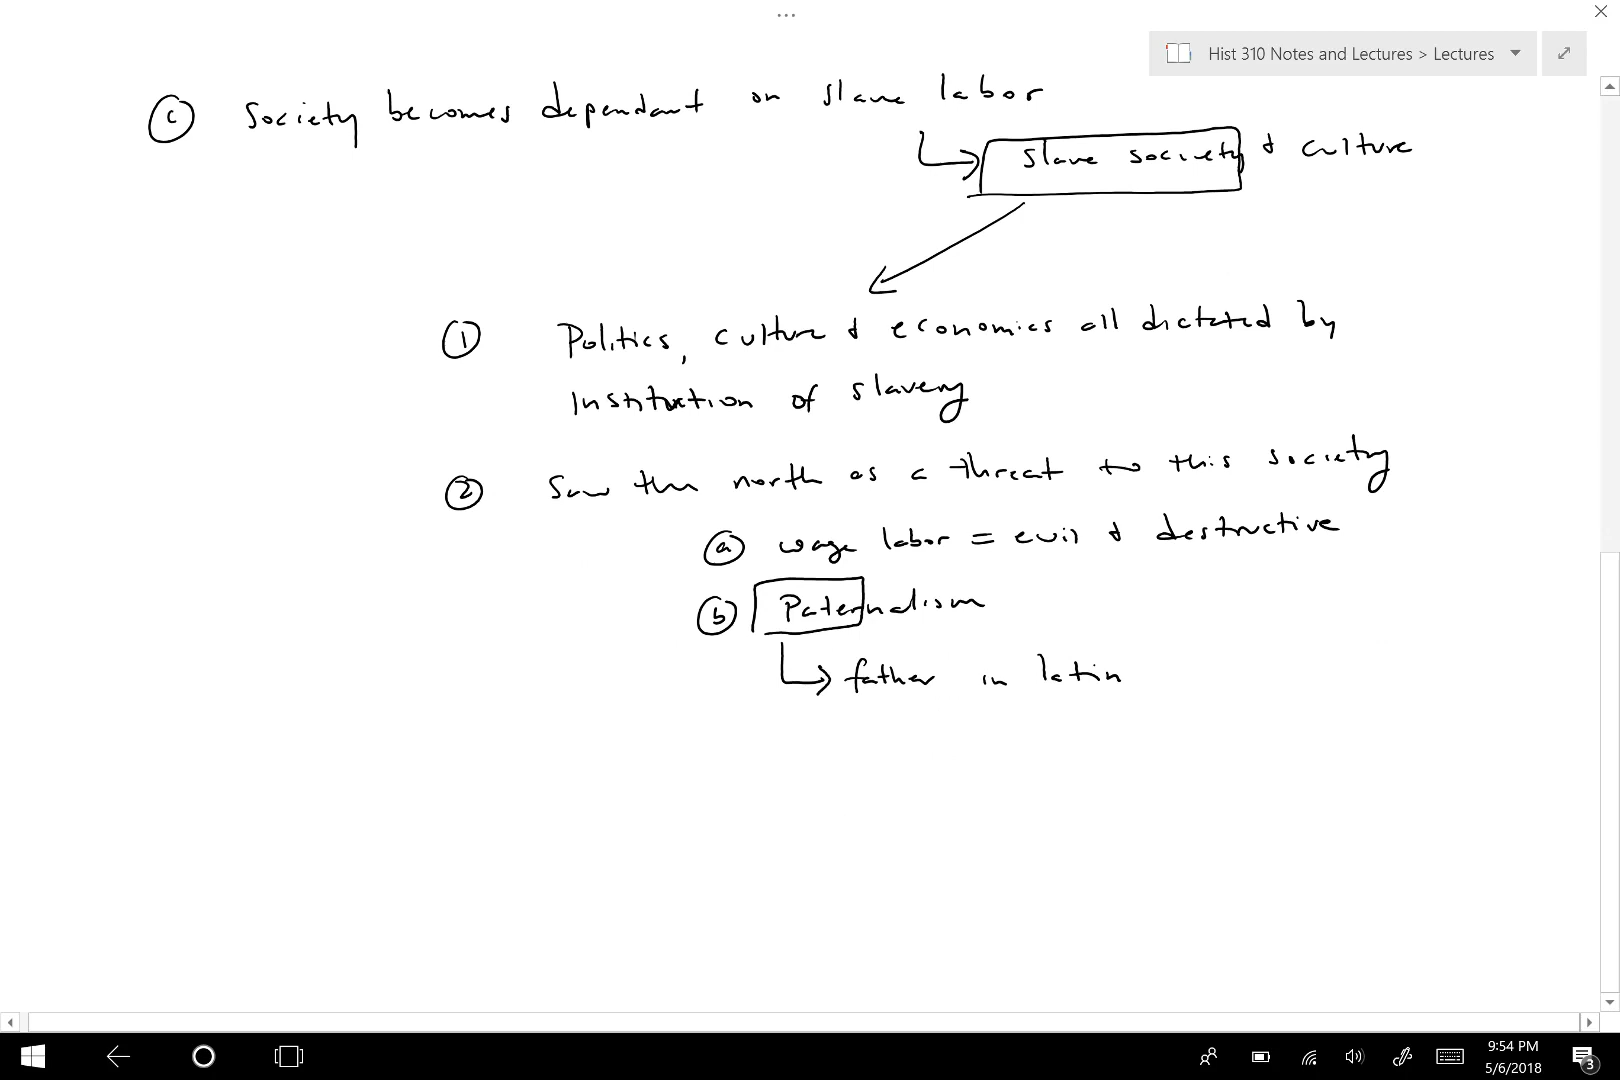 ...
Hist 310 Notes and Lectures > Lectures
c Society becomes dependant on slave labor
slave society & culture
1 Politics, culture & economics all dictated by
institution of slavery
2 Saw the north as a threat to this society
a wage labor = evil & destructive
b Paternalism
father in latin
9:54 PM
5/6/2018
3